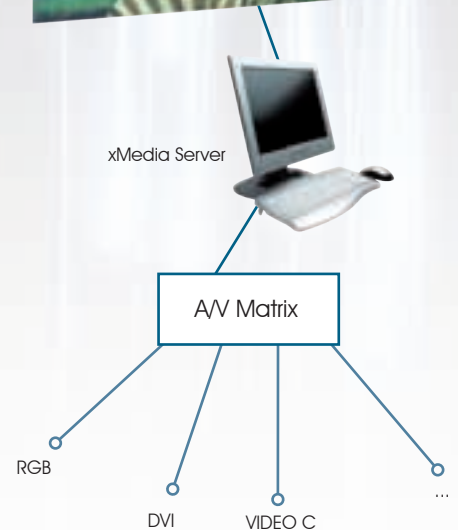 xMedia Server
A/V Matrix
RGB
DVI
VIDEO C
...